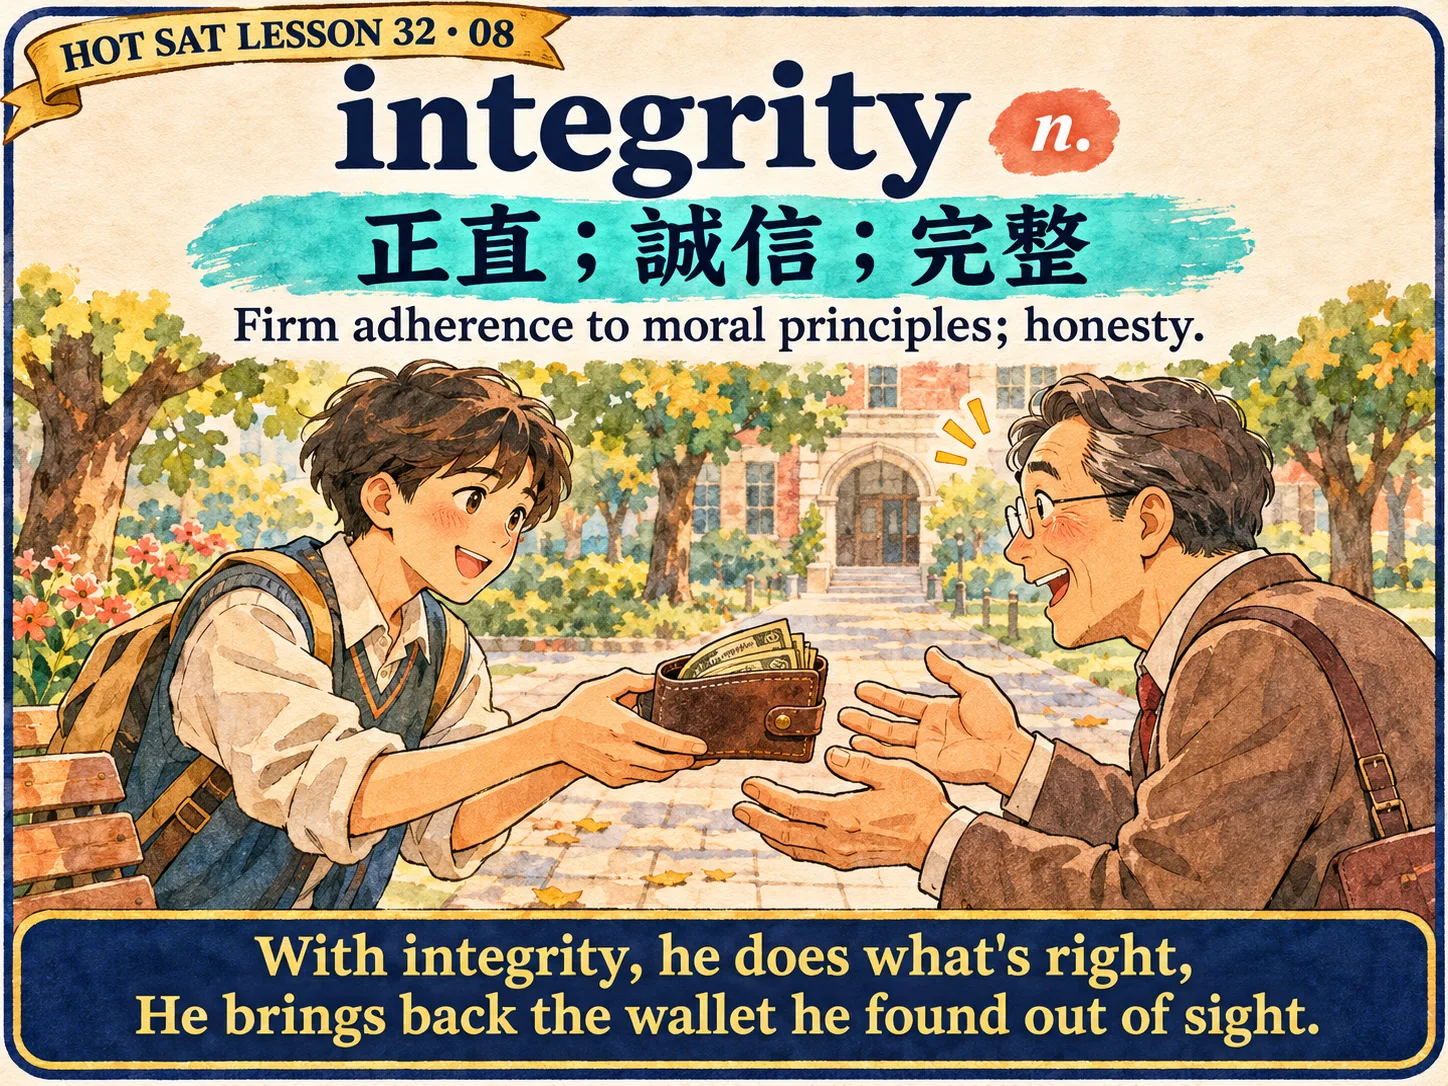 HOT SAT LESSON 32 • 08
integrity n.
正直；誠信；完整
Firm adherence to moral principles; honesty.
With integrity, he does what's right,
He brings back the wallet he found out of sight.